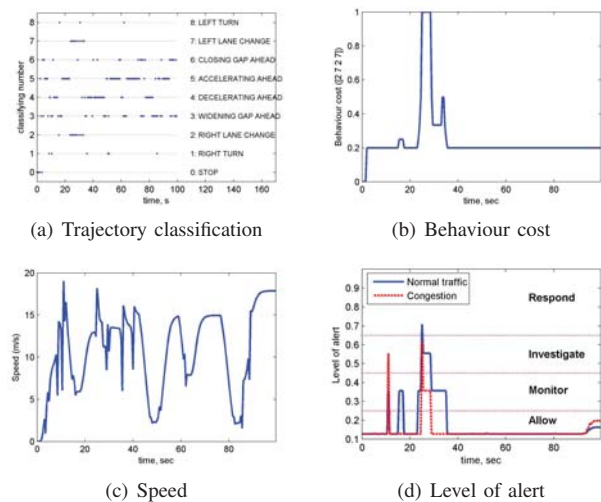 8
7
6
5
4
3
2
1
0
classifying number
8: LEFT TURN
7: LEFT LANE CHANGE
6: CLOSING GAP AHEAD
5: ACCELERATING AHEAD
4: DECELERATING AHEAD
3: WIDENING GAP AHEAD
2: RIGHT LANE CHANGE
1: RIGHT TURN
0: STOP
0 20 40 60 80 100 120 140 160
time, s
(a) Trajectory classification
1
0.8
0.6
0.4
0.2
0
Behaviour cost ([2 7 2 7])
0 20 40 60 80
time, sec
(b) Behaviour cost
20
15
10
5
0
Speed (m/s)
0 20 40 60 80
time, sec
(c) Speed
Normal traffic
Congestion
0.9
0.8
0.7
0.6
0.5
0.4
0.3
0.2
0.1
Level of alert
Respond
Investigate
Monitor
Allow
0 20 40 60 80
time, sec
(d) Level of alert